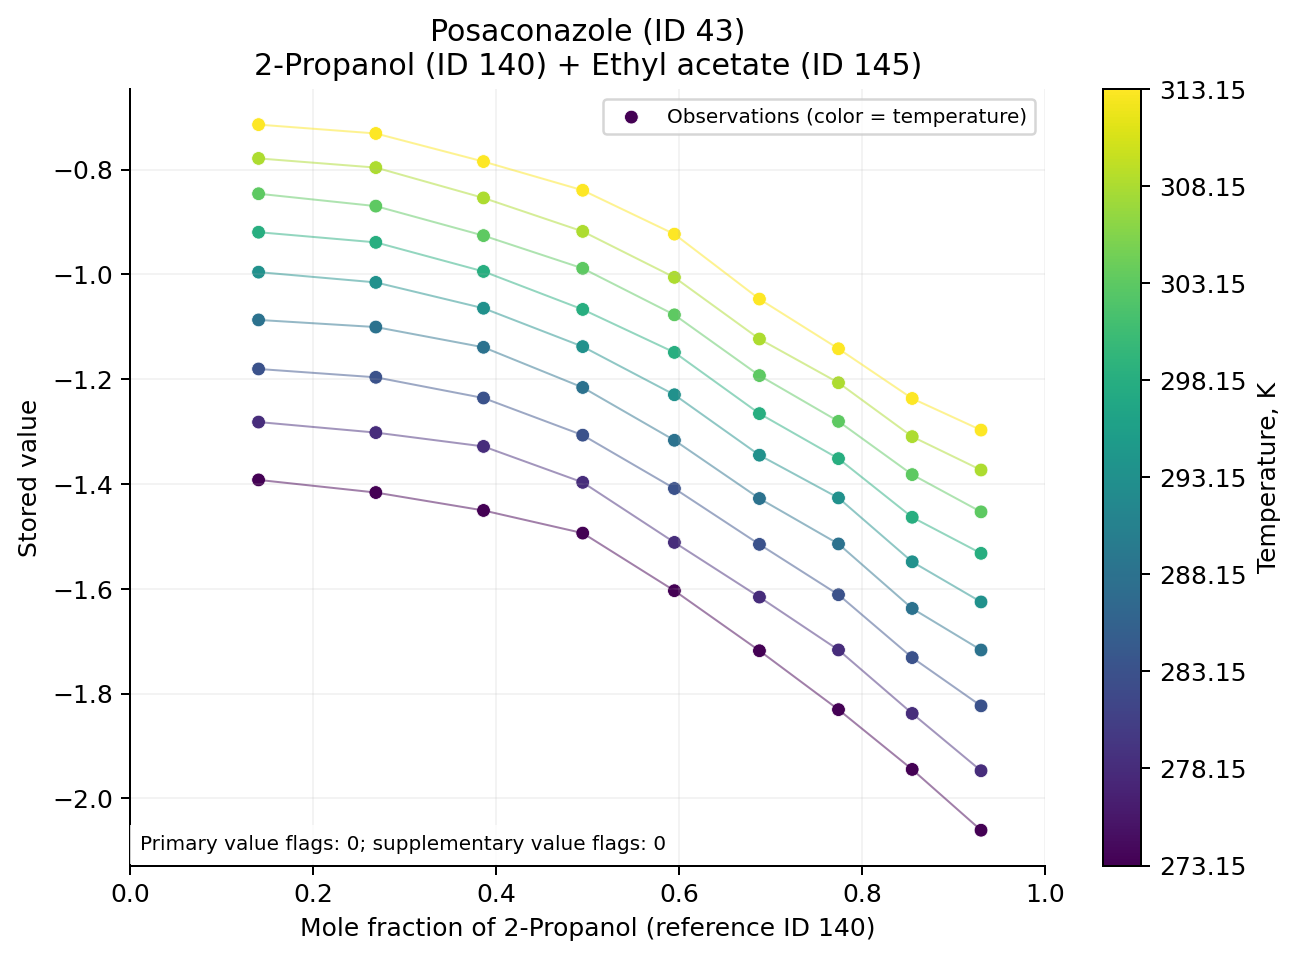 Posaconazole (ID 43)
2-Propanol (ID 140) + Ethyl acetate (ID 145)
Observations (color = temperature)
Stored value
−0.8
−1.0
−1.2
−1.4
−1.6
−1.8
−2.0
Primary value flags: 0; supplementary value flags: 0
0.0 0.2 0.4 0.6 0.8 1.0
Mole fraction of 2-Propanol (reference ID 140)
313.15
308.15
303.15
298.15
293.15
288.15
283.15
278.15
273.15
Temperature, K